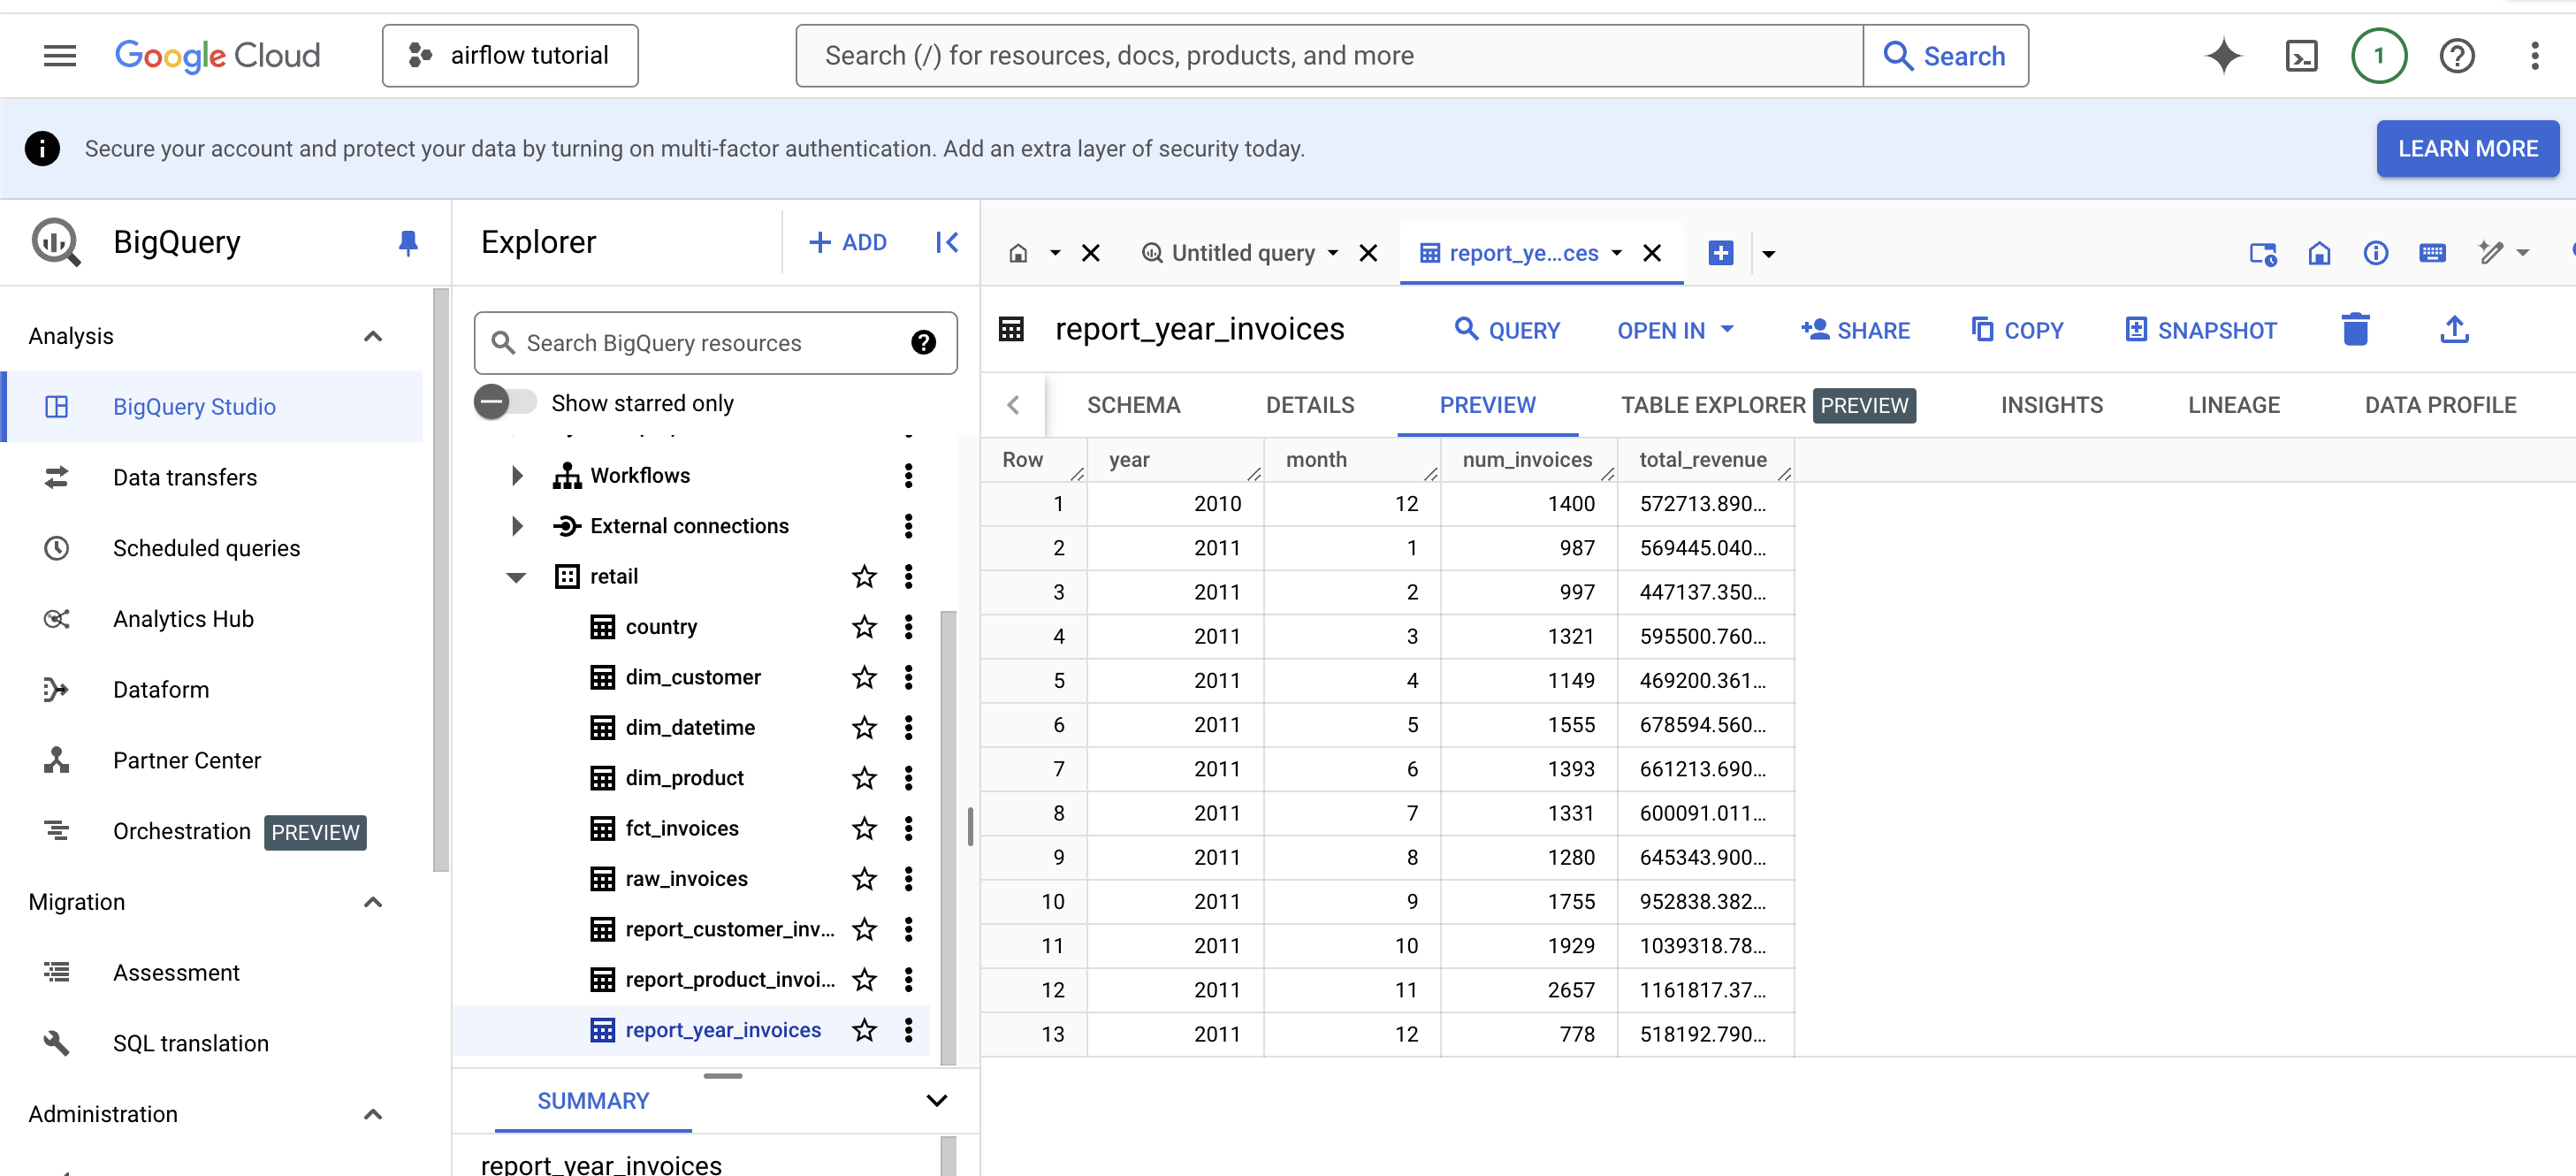 Google Cloud
airflow tutorial
Search (/) for resources, docs, products, and more
Search
1
Secure your account and protect your data by turning on multi-factor authentication. Add an extra layer of security today.
LEARN MORE
BigQuery
Analysis
BigQuery Studio
Data transfers
Scheduled queries
Analytics Hub
Dataform
Partner Center
Orchestration PREVIEW
Migration
Assessment
SQL translation
Administration
Explorer
+ ADD
Search BigQuery resources
Show starred only
Workflows
External connections
retail
country
dim_customer
dim_datetime
dim_product
fct_invoices
raw_invoices
report_customer_inv...
report_product_invoi...
report_year_invoices
SUMMARY
report_year_invoices
Untitled query
report_ye...ces
report_year_invoices
QUERY
OPEN IN
SHARE
COPY
SNAPSHOT
SCHEMA DETAILS PREVIEW TABLE EXPLORER PREVIEW INSIGHTS LINEAGE DATA PROFILE
Row year month num_invoices total_revenue
1 2010 12 1400 572713.890...
2 2011 1 987 569445.040...
3 2011 2 997 447137.350...
4 2011 3 1321 595500.760...
5 2011 4 1149 469200.361...
6 2011 5 1555 678594.560...
7 2011 6 1393 661213.690...
8 2011 7 1331 600091.011...
9 2011 8 1280 645343.900...
10 2011 9 1755 952838.382...
11 2011 10 1929 1039318.78...
12 2011 11 2657 1161817.37...
13 2011 12 778 518192.790...